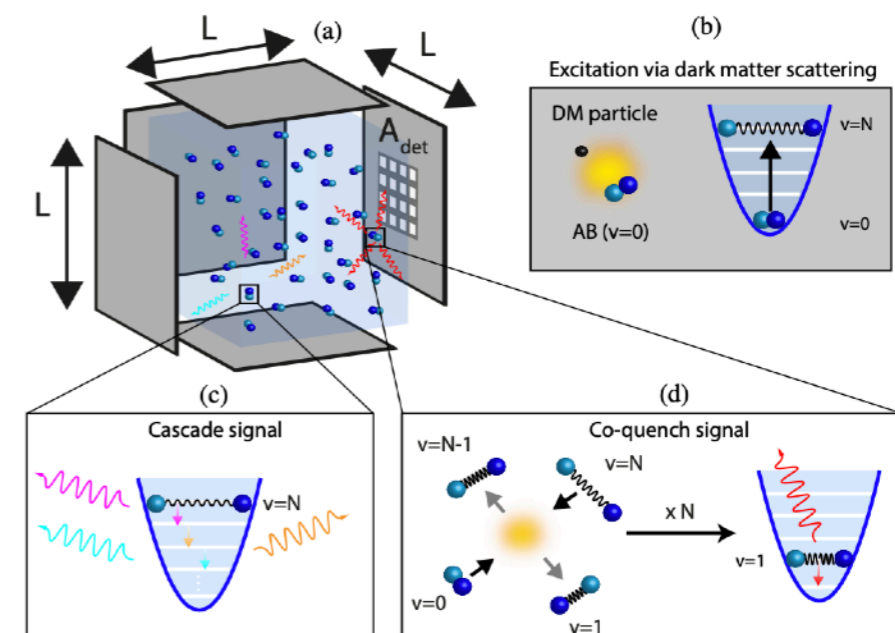 (a)
L
L
L
A_det
(b)
Excitation via dark matter scattering
DM particle
AB (v=0)
v=N
v=0
(c)
Cascade signal
v=N
(d)
Co-quench signal
v=N-1
v=N
v=0
v=1
x N
v=1